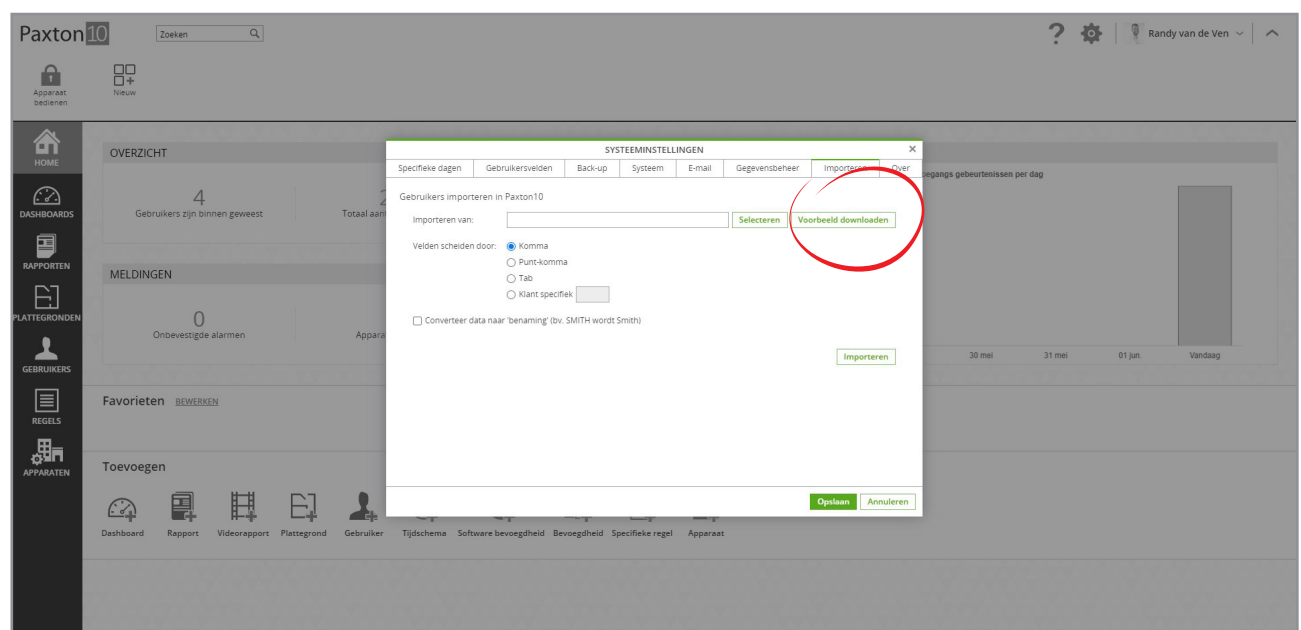 Paxton10
Zoeken
Randy van de Ven
Apparaat
bedienen
Nieuw
HOME
DASHBOARDS
RAPPORTEN
PLATTEGRONDEN
GEBRUIKERS
REGELS
APPARATEN
OVERZICHT
4
Gebruikers zijn binnen geweest
2
Totaal aan
MELDINGEN
0
Onbevestigde alarmen
Appara
SYSTEEMINSTELLINGEN
Specifieke dagen Gebruikersvelden Back-up Systeem E-mail Gegevensbeheer Importeren Over
Gebruikers importeren in Paxton10
Importeren van: Selecteren Voorbeeld downloaden
Velden scheiden door: Komma
Punt-komma
Tab
Klant specifiek
Converteer data naar 'benaming' (bv. SMITH wordt Smith)
Importeren
Opslaan Annuleren
oegangs gebeurtenissen per dag
30 mei 31 mei 01 jun. Vandaag
Favorieten BEWERKEN
Toevoegen
Dashboard Rapport Videorapport Plattegrond Gebruiker Tijdschema Software bevoegdheid Bevoegdheid Specifieke regel Apparaat